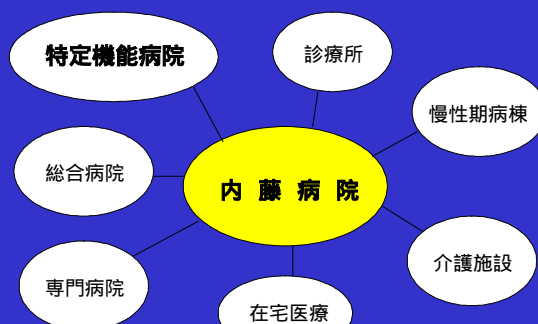 特定機能病院
診療所
慢性期病棟
総合病院
内藤病院
介護施設
専門病院
在宅医療